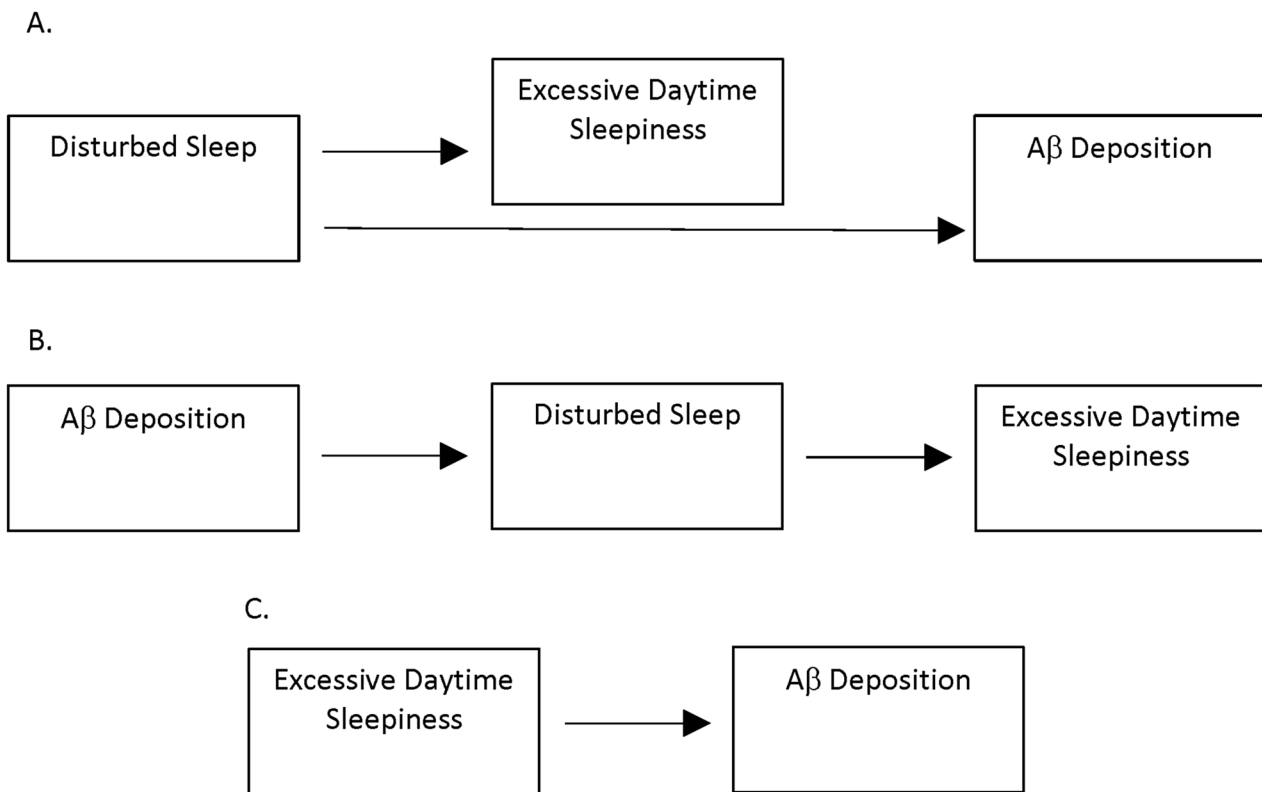 A.
Disturbed Sleep
Excessive Daytime
Sleepiness
Aβ Deposition
B.
Aβ Deposition
Disturbed Sleep
Excessive Daytime
Sleepiness
C.
Excessive Daytime
Sleepiness
Aβ Deposition